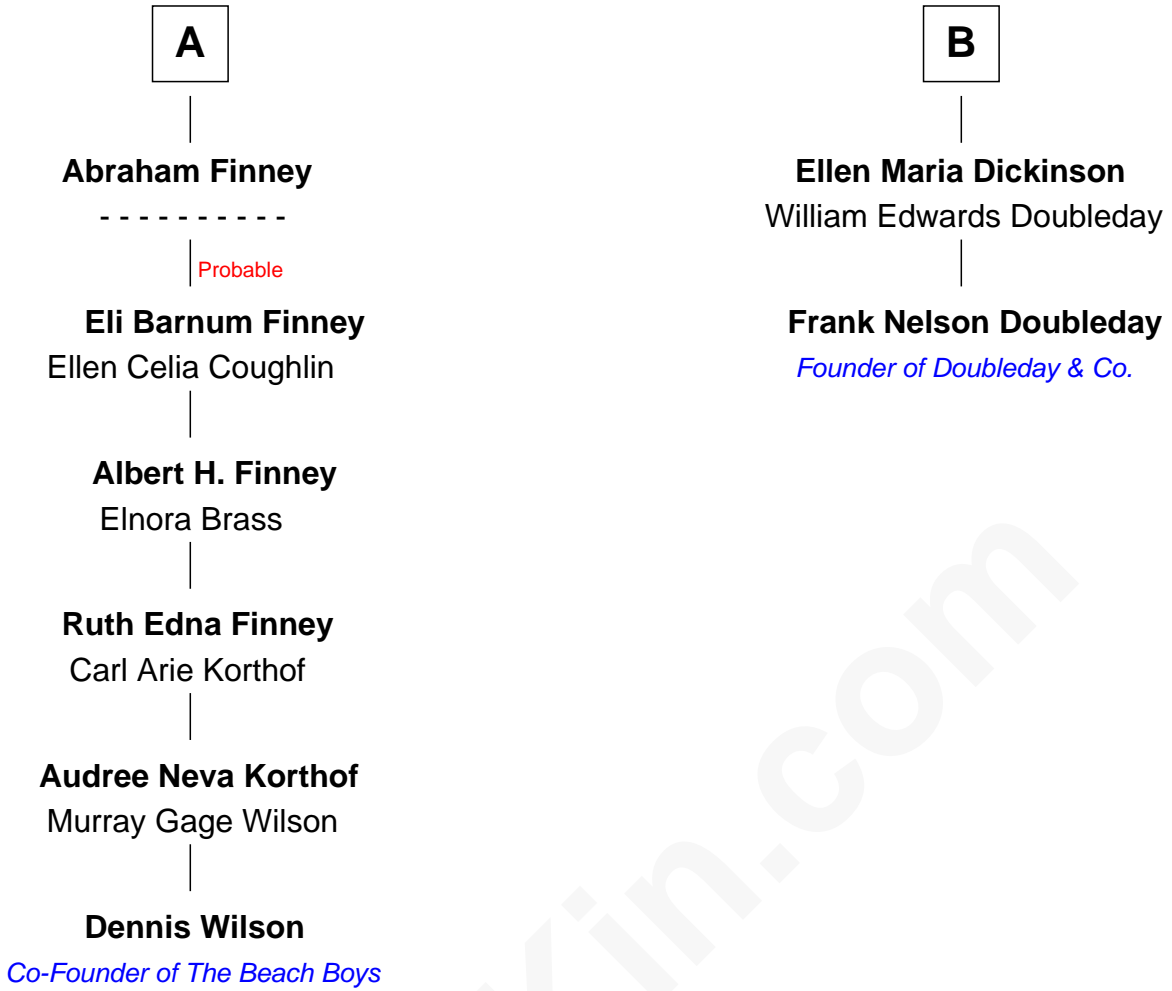 A
Abraham Finney
- - - - - - - - - -
Probable
Eli Barnum Finney
Ellen Celia Coughlin
Albert H. Finney
Elnora Brass
Ruth Edna Finney
Carl Arie Korthof
Audree Neva Korthof
Murray Gage Wilson
Dennis Wilson
Co-Founder of The Beach Boys
B
Ellen Maria Dickinson
William Edwards Doubleday
Frank Nelson Doubleday
Founder of Doubleday & Co.
Kin.com